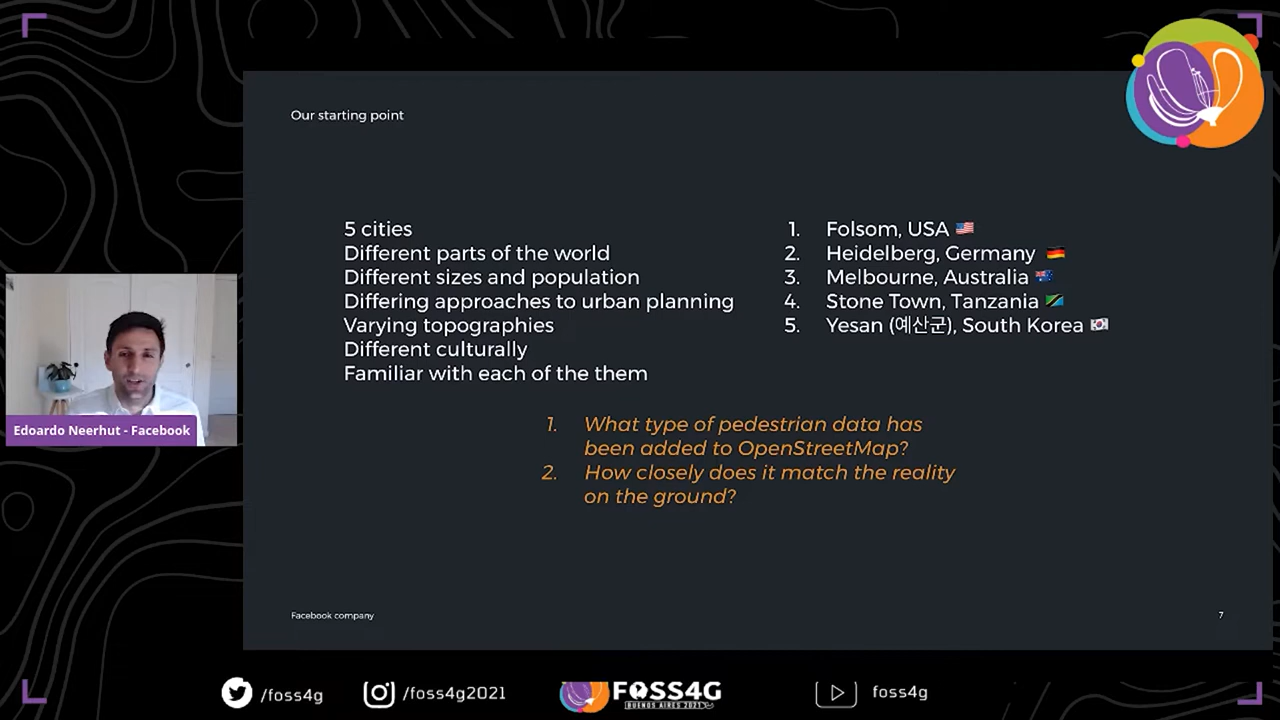 Our starting point
5 cities
Different parts of the world
Different sizes and population
Differing approaches to urban planning
Varying topographies
Different culturally
Familiar with each of the them
1. Folsom, USA
2. Heidelberg, Germany
3. Melbourne, Australia
4. Stone Town, Tanzania
5. Yesan (예산군), South Korea
1. What type of pedestrian data has
been added to OpenStreetMap?
2. How closely does it match the reality
on the ground?
Edoardo Neerhut - Facebook
Facebook company
7
/foss4g
/foss4g2021
FOSS4G
BUENOS AIRES 2021
foss4g